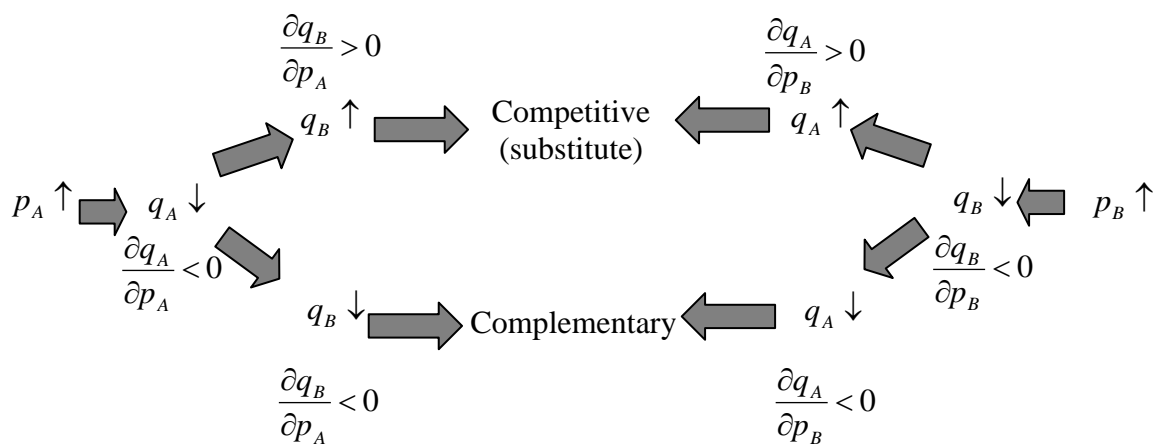 ∂q_B/∂p_A > 0
∂q_A/∂p_B > 0
q_B ↑
Competitive
(substitute)
q_A ↑
p_A ↑
q_A ↓
q_B ↓
p_B ↑
∂q_A/∂p_A < 0
∂q_B/∂p_B < 0
q_B ↓
Complementary
q_A ↓
∂q_B/∂p_A < 0
∂q_A/∂p_B < 0